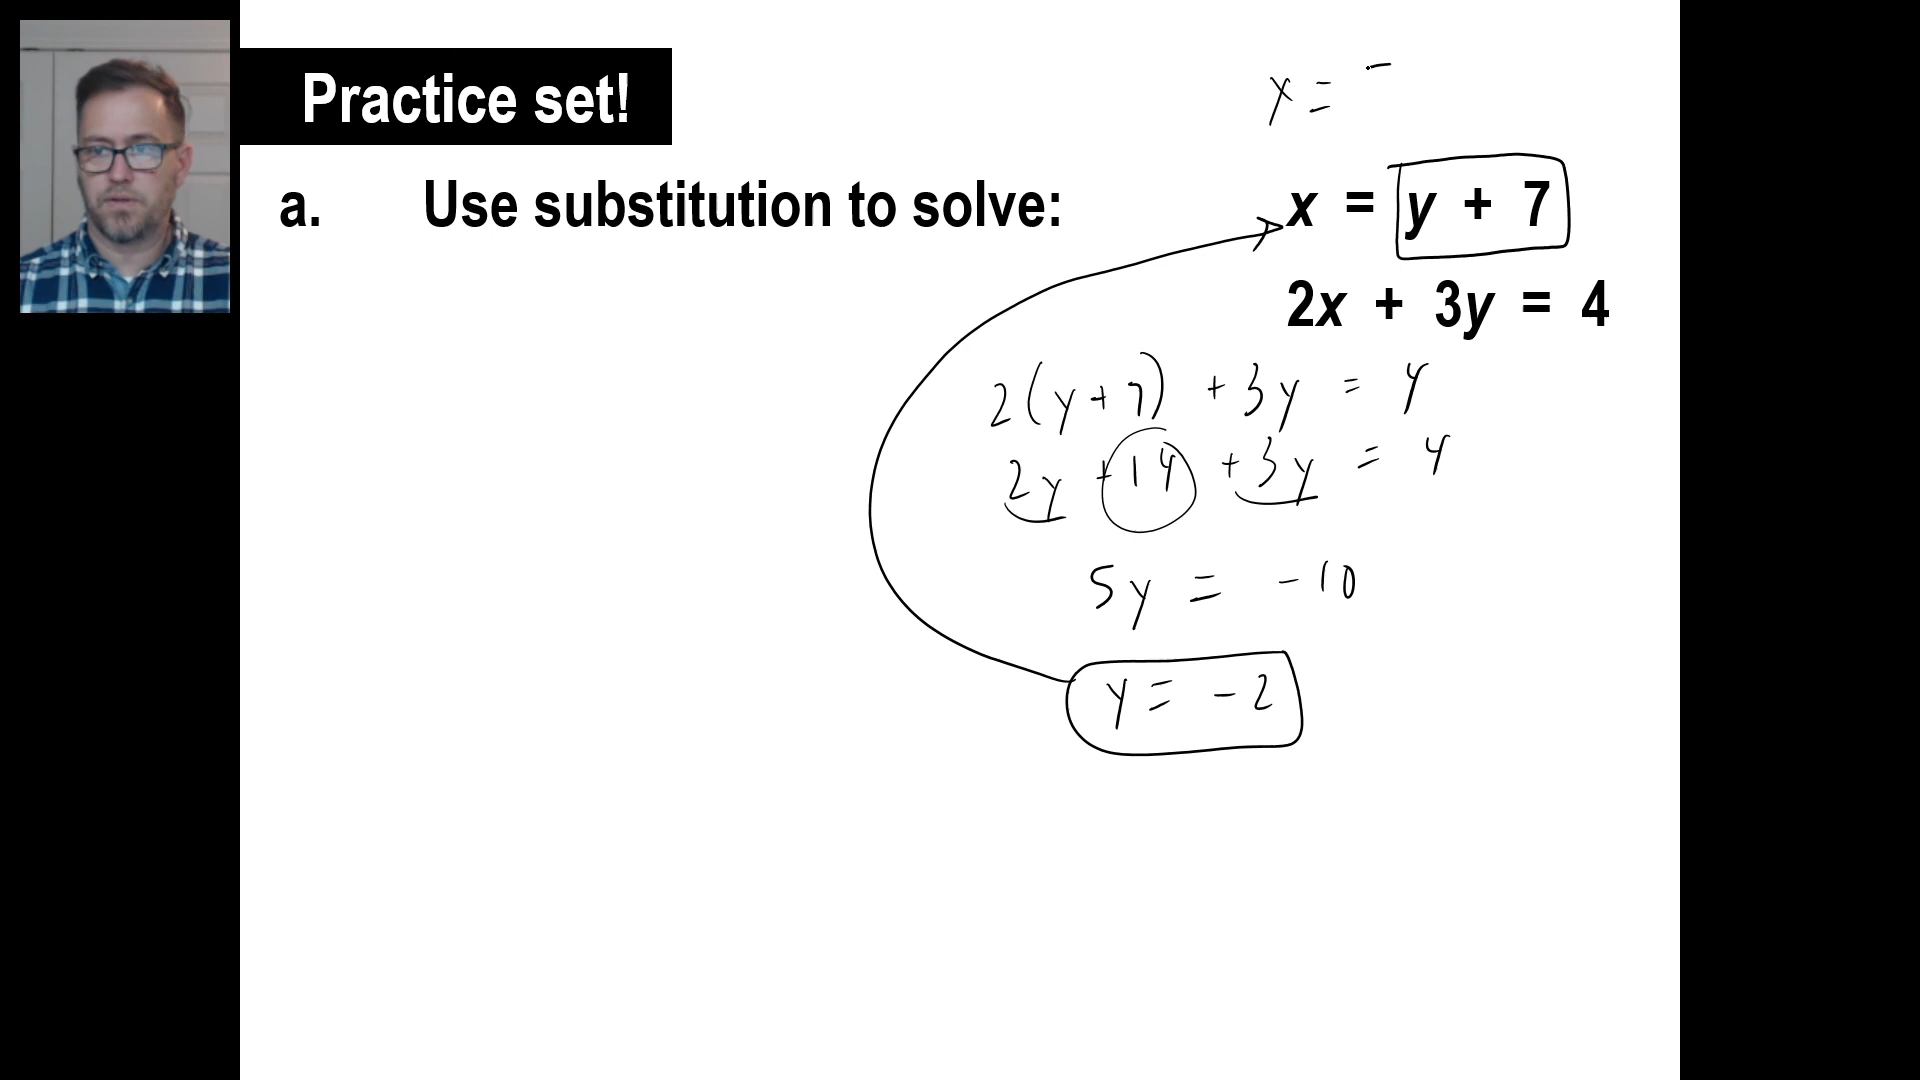 Practice set!
x = -
a. Use substitution to solve: x = y + 7
2x + 3y = 4
2(y+7) + 3y = 4
2y + 14 + 3y = 4
5y = -10
y = -2